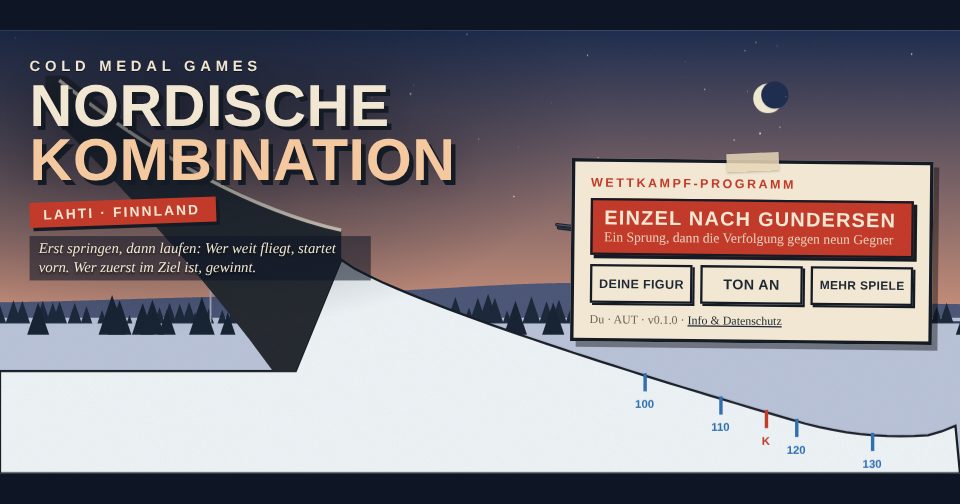 COLD MEDAL GAMES
NORDISCHE
KOMBINATION
LAHTI · FINNLAND
Erst springen, dann laufen: Wer weit fliegt, startet
vorn. Wer zuerst im Ziel ist, gewinnt.
WETTKAMPF-PROGRAMM
EINZEL NACH GUNDERSEN
Ein Sprung, dann die Verfolgung gegen neun Gegner
DEINE FIGUR
TON AN
MEHR SPIELE
Du · AUT · v0.1.0 · Info & Datenschutz
100
110
K
120
130